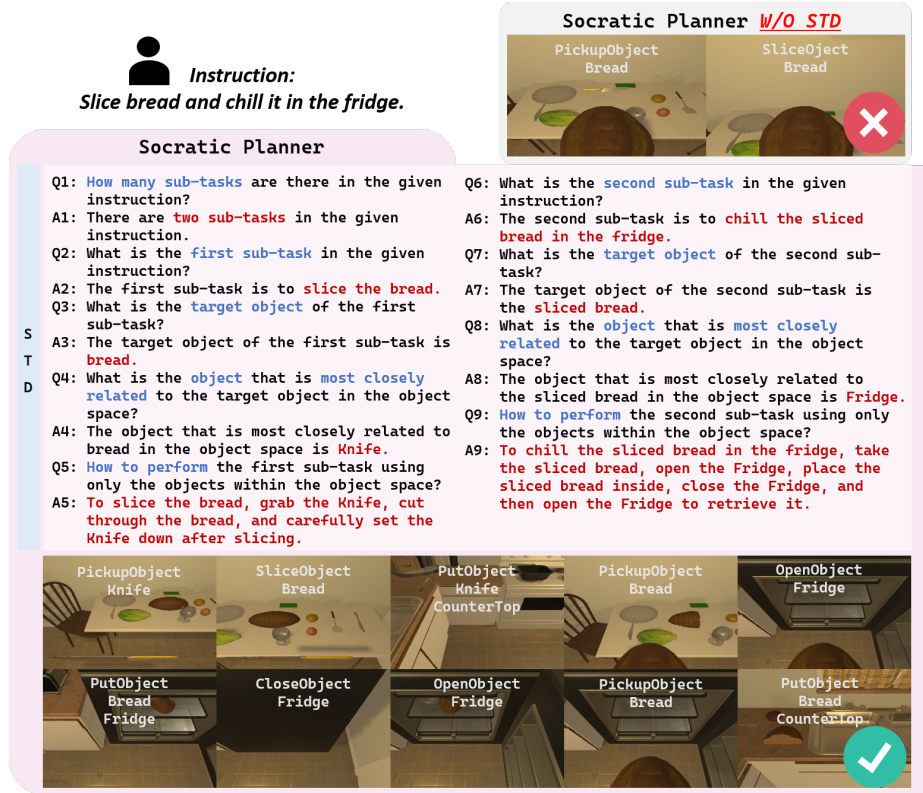 Instruction:
Slice bread and chill it in the fridge.
Socratic Planner W/O STD
PickupObject
Bread
SliceOject
Bread
Socratic Planner
S
T
D
Q1: How many sub-tasks are there in the given
instruction?
A1: There are two sub-tasks in the given
instruction.
Q2: What is the first sub-task in the given
instruction?
A2: The first sub-task is to slice the bread.
Q3: What is the target object of the first
sub-task?
A3: The target object of the first sub-task is
bread.
Q4: What is the object that is most closely
related to the target object in the object
space?
A4: The object that is most closely related to
bread in the object space is Knife.
Q5: How to perform the first sub-task using
only the objects within the object space?
A5: To slice the bread, grab the Knife, cut
through the bread, and carefully set the
Knife down after slicing.
Q6: What is the second sub-task in the given
instruction?
A6: The second sub-task is to chill the sliced
bread in the fridge.
Q7: What is the target object of the second sub-
task?
A7: The target object of the second sub-task is
the sliced bread.
Q8: What is the object that is most closely
related to the target object in the object
space?
A8: The object that is most closely related to
the sliced bread in the object space is Fridge.
Q9: How to perform the second sub-task using only
the objects within the object space?
A9: To chill the sliced bread in the fridge, take
the sliced bread, open the Fridge, place the
sliced bread inside, close the Fridge, and
then open the Fridge to retrieve it.
PickupObject
Knife
SliceObject
Bread
PutObject
Knife
CounterTop
PickupObject
Bread
OpenObject
Fridge
PutObject
Bread
Fridge
CloseObject
Fridge
OpenObject
Fridge
PickupObject
Bread
PutObject
Bread
CounterTop